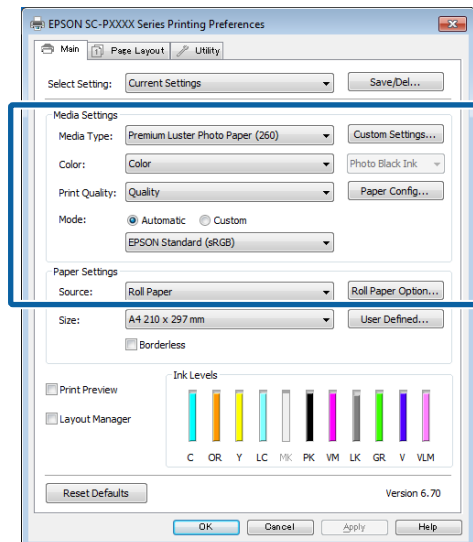 EPSON SC-PXXXX Series Printing Preferences
Main Page Layout Utility
Select Setting: Current Settings Save/Del...
Media Settings
Media Type: Premium Luster Photo Paper (260) Custom Settings...
Color: Color Photo Black Ink
Print Quality: Quality Paper Config...
Mode: Automatic Custom
EPSON Standard (sRGB)
Paper Settings
Source: Roll Paper Roll Paper Option...
Size: A4 210 x 297 mm User Defined...
Borderless
Ink Levels
Print Preview
Layout Manager
C OR Y LC MK PK VM LK GR V VLM
Reset Defaults Version 6.70
OK Cancel Apply Help